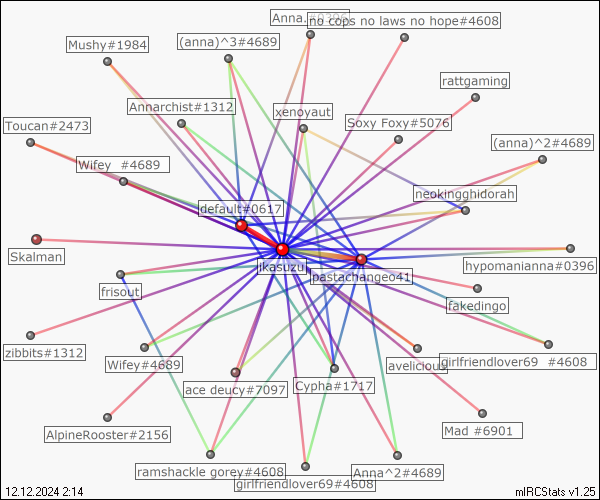 Anna.#0396
no cops no laws no hope#4608
Mushy#1984
(anna)^3#4689
rattgaming
Annarchist#1312
xenoyaut
Toucan#2473
Soxy Foxy#5076
(anna)^2#4689
Wifey #4689
neokingghidorah
default#0617
Skalman
jikasuzu
pastachangeo41
hypomanianna#0396
frisout
fakedingo
zibbits#1312
Wifey#4689
avelicious
girlfriendlover69 #4608
ace deucy#7097
Cypha#1717
AlpineRooster#2156
Mad #6901
ramshackle gorey#4608
girlfriendlover69#4608
Anna^2#4689
12.12.2024 2:14
mIRCStats v1.25